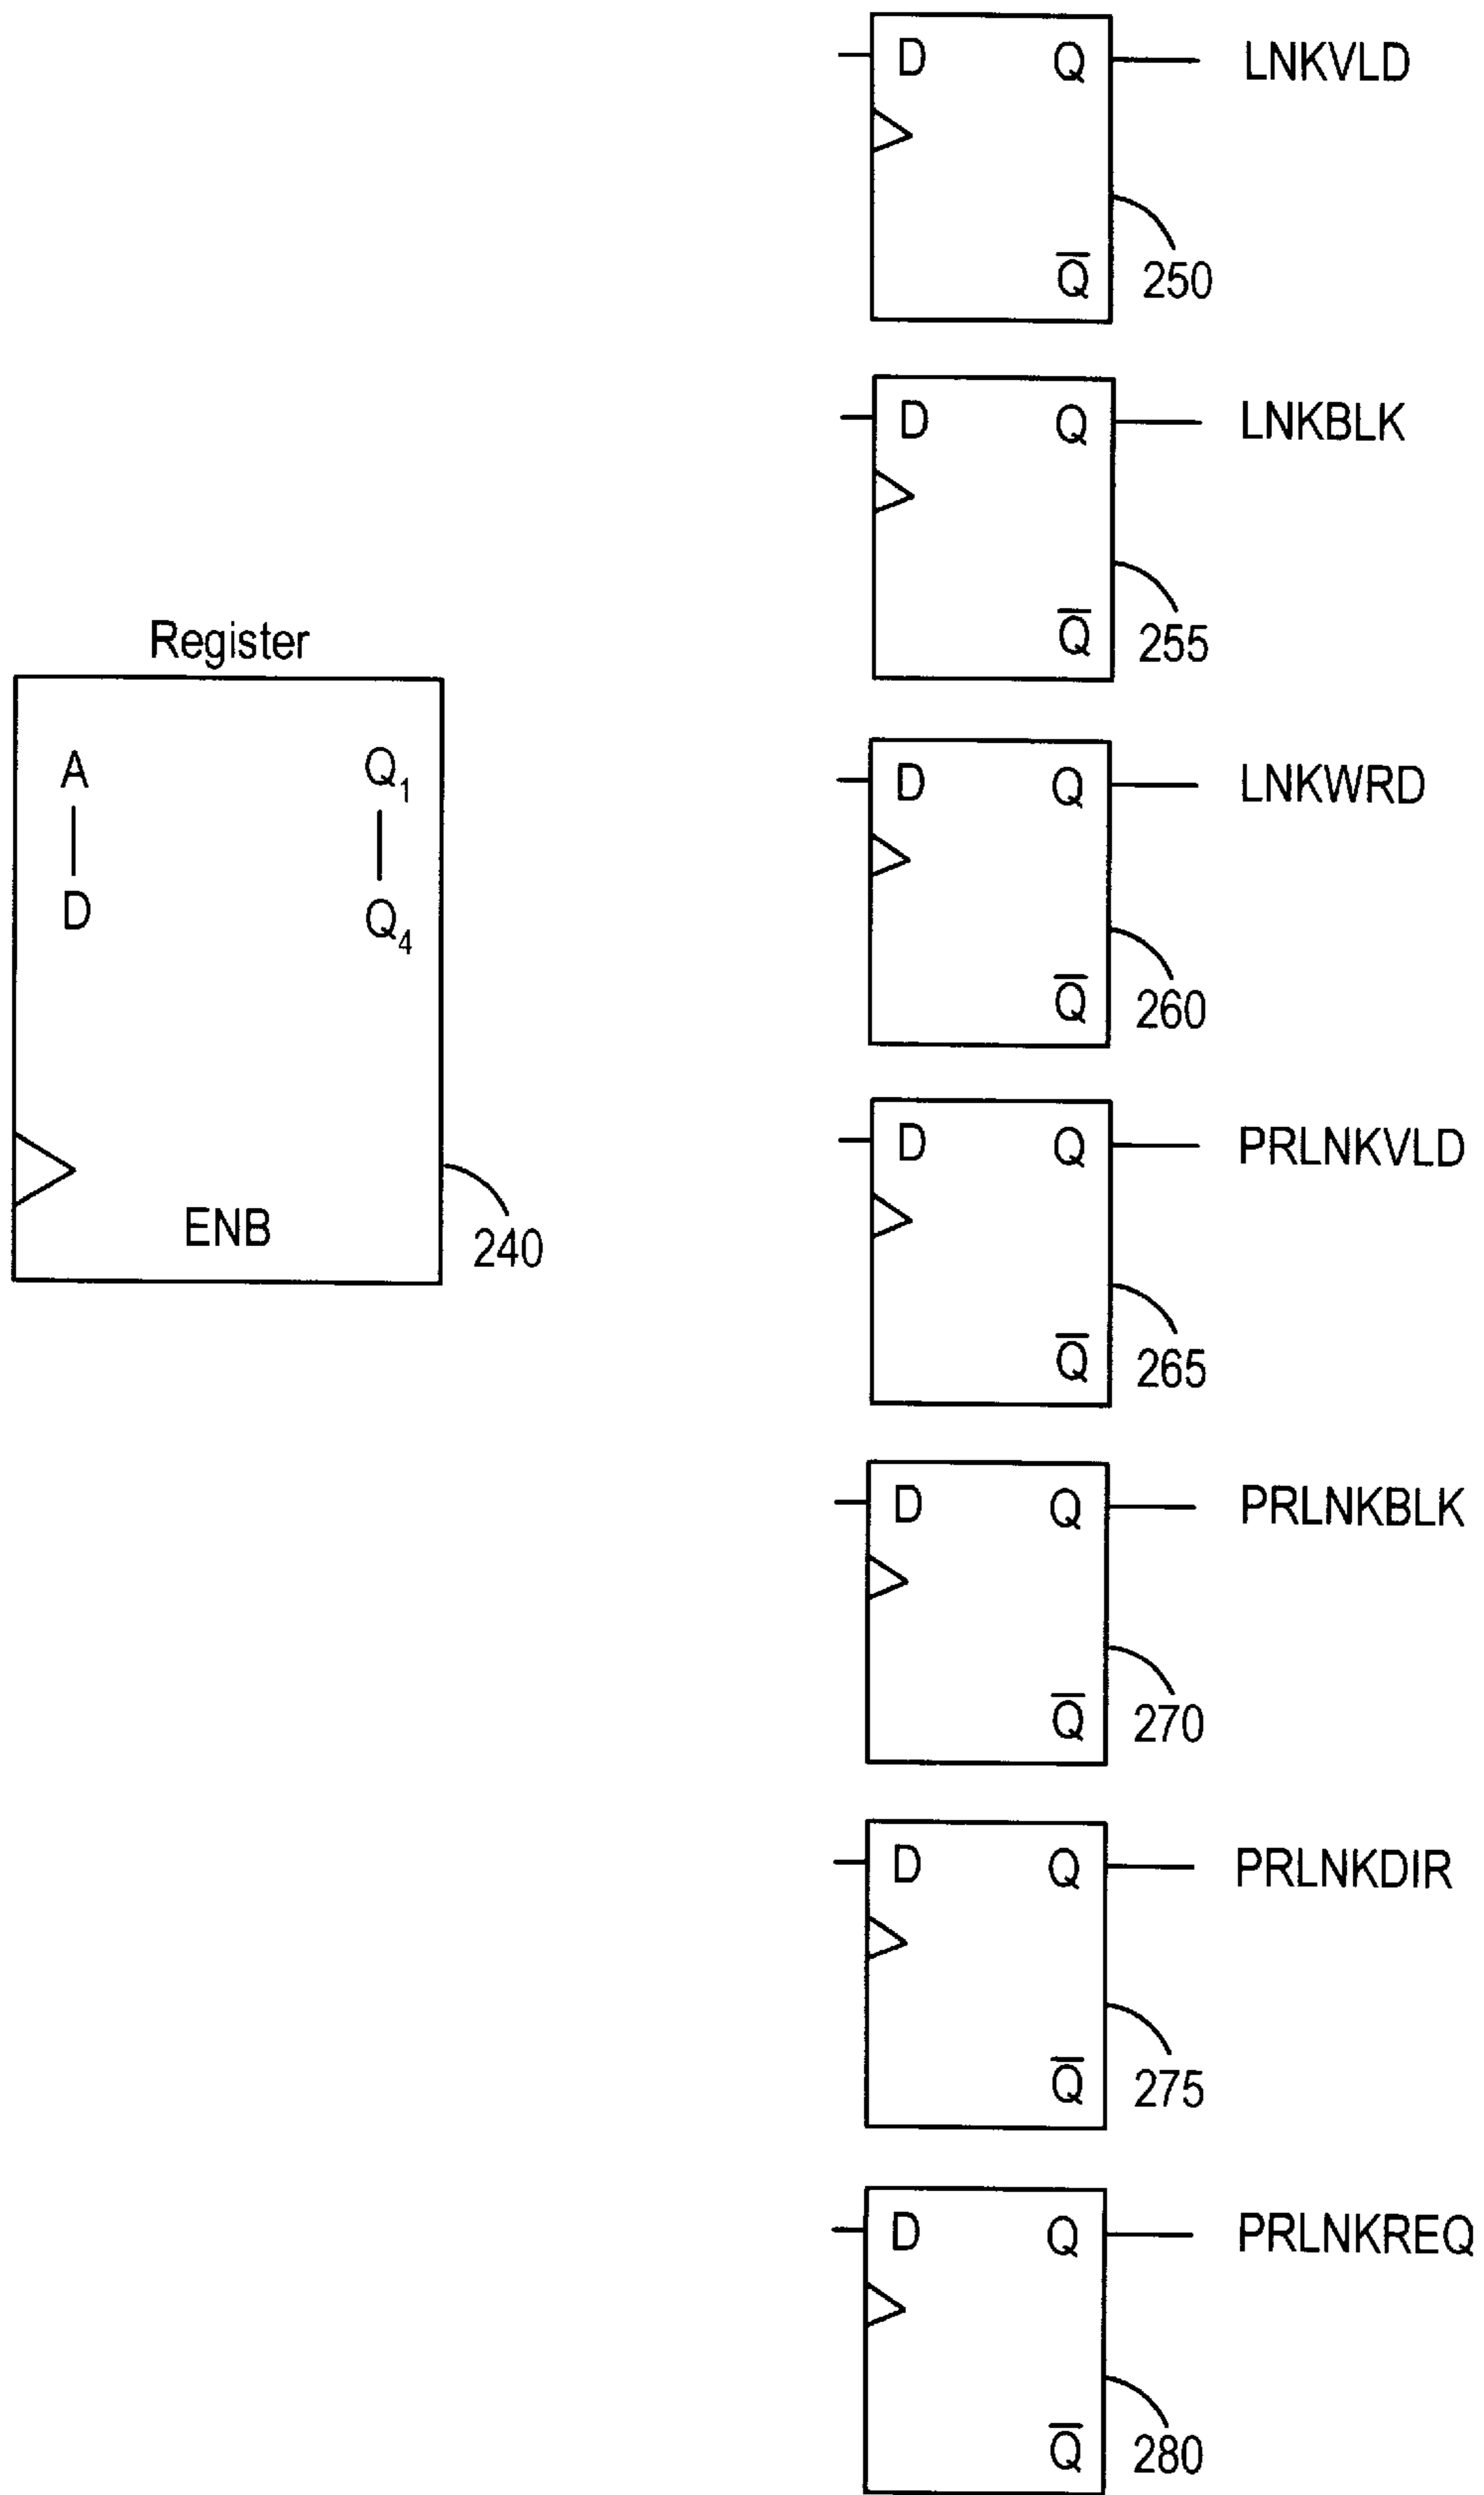 D Q LNKVLD
Q̅ 250
D Q LNKBLK
Q̅ 255
Register
A Q₁
D Q₄
ENB
240
D Q LNKWRD
Q̅ 260
D Q PRLNKVLD
Q̅ 265
D Q PRLNKBLK
Q̅ 270
D Q PRLNKDIR
Q̅ 275
D Q PRLNKREQ
Q̅ 280